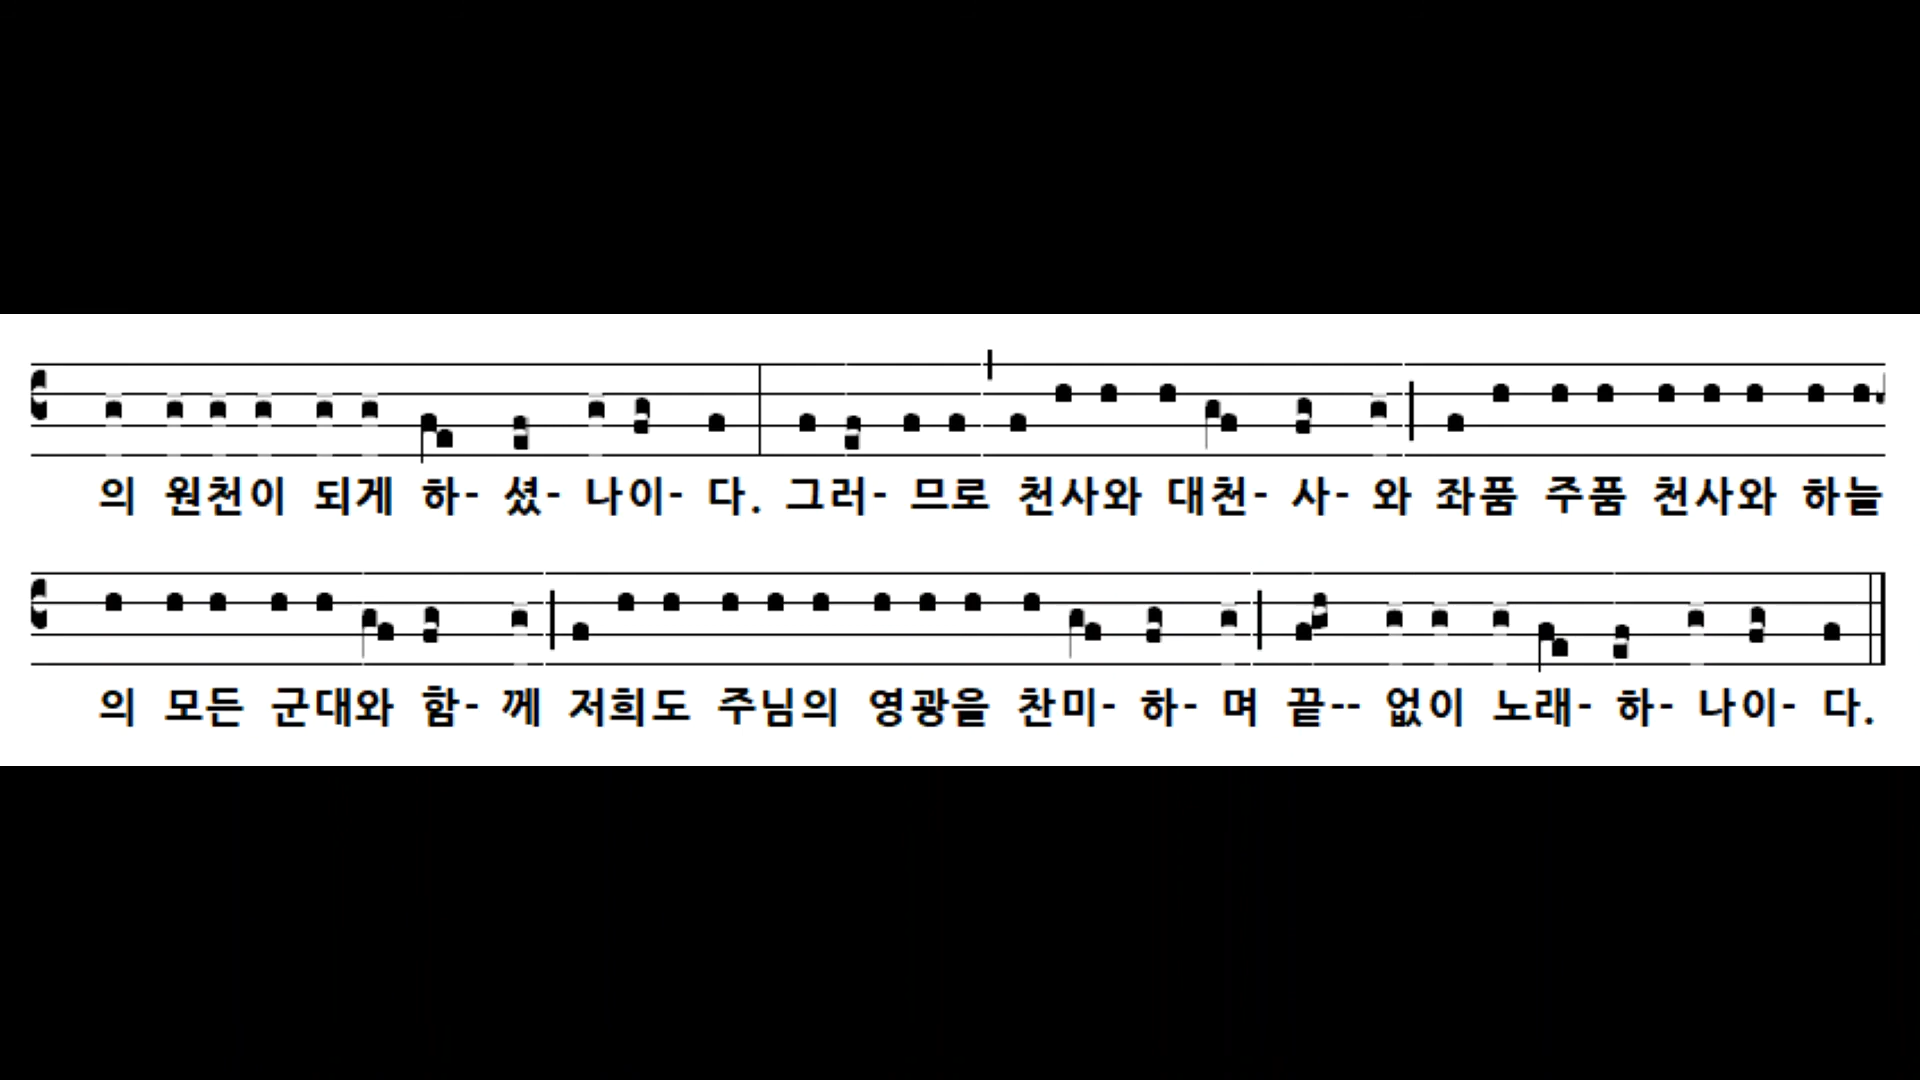 의 원천이 되게 하- 셨- 나이- 다. 그러- 므로 천사와 대천- 사- 와 좌품 주품 천사와 하늘
의 모든 군대와 함- 께 저희도 주님의 영광을 찬미- 하- 며 끝-- 없이 노래- 하- 나이- 다.